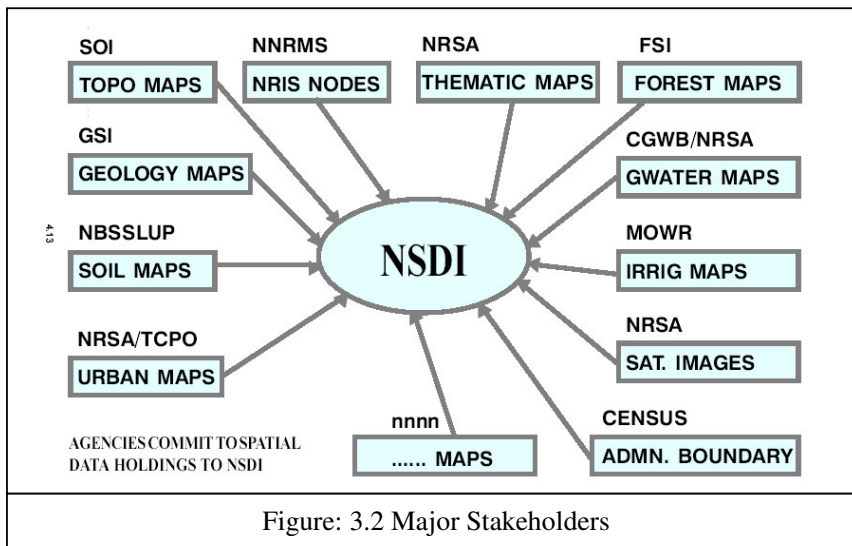 SOI
TOPO MAPS
NNRMS
NRIS NODES
NRSA
THEMATIC MAPS
FSI
FOREST MAPS
GSI
GEOLOGY MAPS
CGWB/NRSA
GWATER MAPS
4.13
NBSSLUP
SOIL MAPS
NSDI
MOWR
IRRIG MAPS
NRSA/TCPO
URBAN MAPS
NRSA
SAT. IMAGES
nnnn
...... MAPS
CENSUS
ADMN. BOUNDARY
AGENCIES COMMIT TO SPATIAL
DATA HOLDINGS TO NSDI
Figure: 3.2 Major Stakeholders